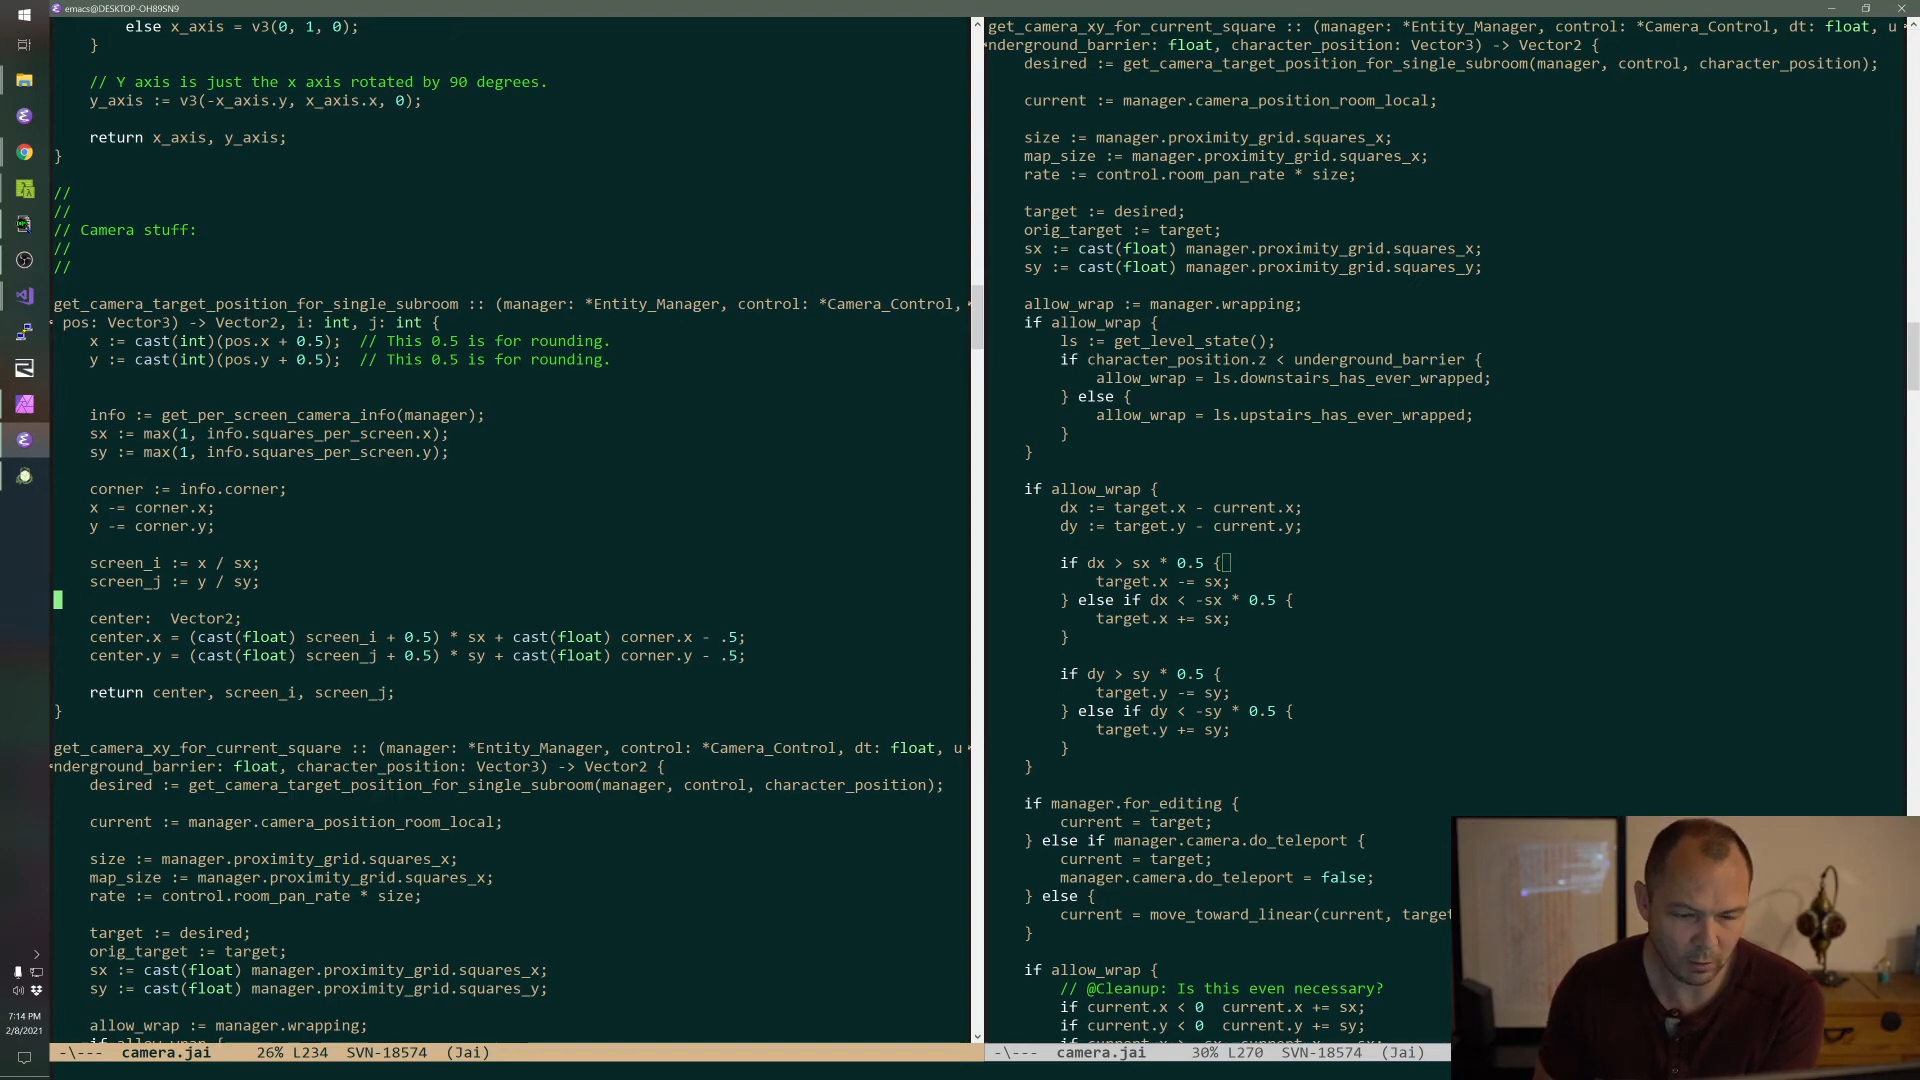 emacs@DESKTOP-OH89SN9
else x_axis = v3(0, 1, 0);
}
// Y axis is just the x axis rotated by 90 degrees.
y_axis := v3(-x_axis.y, x_axis.x, 0);
return x_axis, y_axis;
}
//
//
// Camera stuff:
//
//
get_camera_target_position_for_single_subroom :: (manager: *Entity_Manager, control: *Camera_Control,
pos: Vector3) -> Vector2, i: int, j: int {
x := cast(int)(pos.x + 0.5);  // This 0.5 is for rounding.
y := cast(int)(pos.y + 0.5);  // This 0.5 is for rounding.
info := get_per_screen_camera_info(manager);
sx := max(1, info.squares_per_screen.x);
sy := max(1, info.squares_per_screen.y);
corner := info.corner;
x -= corner.x;
y -= corner.y;
screen_i := x / sx;
screen_j := y / sy;
center:  Vector2;
center.x = (cast(float) screen_i + 0.5) * sx + cast(float) corner.x - .5;
center.y = (cast(float) screen_j + 0.5) * sy + cast(float) corner.y - .5;
return center, screen_i, screen_j;
}
get_camera_xy_for_current_square :: (manager: *Entity_Manager, control: *Camera_Control, dt: float, u
nderground_barrier: float, character_position: Vector3) -> Vector2 {
desired := get_camera_target_position_for_single_subroom(manager, control, character_position);
current := manager.camera_position_room_local;
size := manager.proximity_grid.squares_x;
map_size := manager.proximity_grid.squares_x;
rate := control.room_pan_rate * size;
target := desired;
orig_target := target;
sx := cast(float) manager.proximity_grid.squares_x;
sy := cast(float) manager.proximity_grid.squares_y;
allow_wrap := manager.wrapping;
if allow_wrap {
-\---  camera.jai     26% L234  SVN-18574  (Jai)
get_camera_xy_for_current_square :: (manager: *Entity_Manager, control: *Camera_Control, dt: float, u
nderground_barrier: float, character_position: Vector3) -> Vector2 {
desired := get_camera_target_position_for_single_subroom(manager, control, character_position);
current := manager.camera_position_room_local;
size := manager.proximity_grid.squares_x;
map_size := manager.proximity_grid.squares_x;
rate := control.room_pan_rate * size;
target := desired;
orig_target := target;
sx := cast(float) manager.proximity_grid.squares_x;
sy := cast(float) manager.proximity_grid.squares_y;
allow_wrap := manager.wrapping;
if allow_wrap {
ls := get_level_state();
if character_position.z < underground_barrier {
allow_wrap = ls.downstairs_has_ever_wrapped;
} else {
allow_wrap = ls.upstairs_has_ever_wrapped;
}
}
if allow_wrap {
dx := target.x - current.x;
dy := target.y - current.y;
if dx > sx * 0.5 {
target.x -= sx;
} else if dx < -sx * 0.5 {
target.x += sx;
}
if dy > sy * 0.5 {
target.y -= sy;
} else if dy < -sy * 0.5 {
target.y += sy;
}
}
if manager.for_editing {
current = target;
} else if manager.camera.do_teleport {
current = target;
manager.camera.do_teleport = false;
} else {
current = move_toward_linear(current, targe
}
if allow_wrap {
// @Cleanup: Is this even necessary?
if current.x < 0  current.x += sx;
if current.y < 0  current.y += sy;
-\---  camera.jai     30% L270  SVN-18574  (Jai)
7:14 PM
2/8/2021